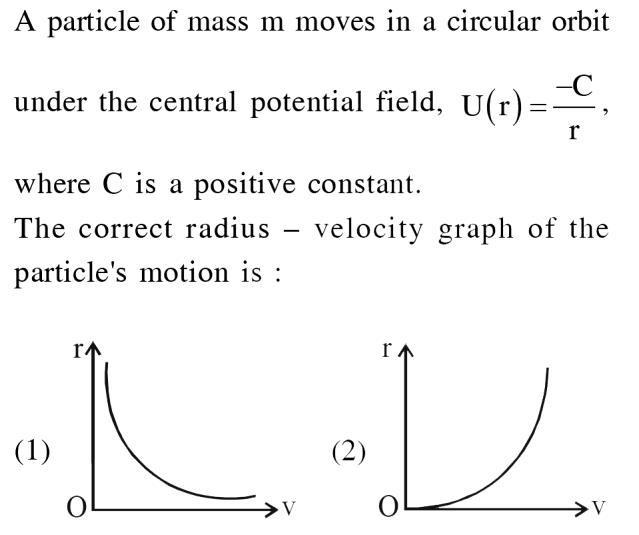 A particle of mass m moves in a circular orbit
under the central potential field, U(r) = –C/r,
where C is a positive constant.
The correct radius – velocity graph of the
particle's motion is :
r r
(1) (2)
O v O v